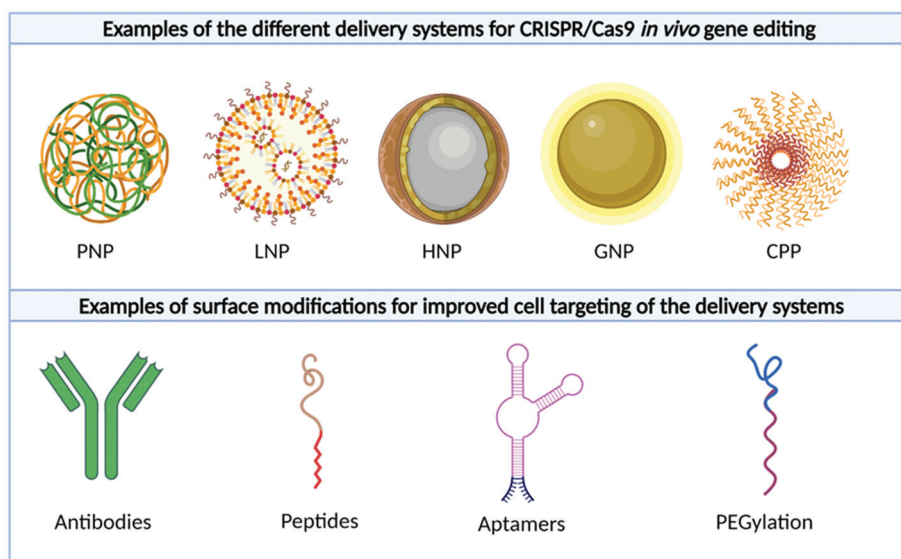 Examples of the different delivery systems for CRISPR/Cas9 in vivo gene editing
PNP LNP HNP GNP CPP
Examples of surface modifications for improved cell targeting of the delivery systems
Antibodies Peptides Aptamers PEGylation